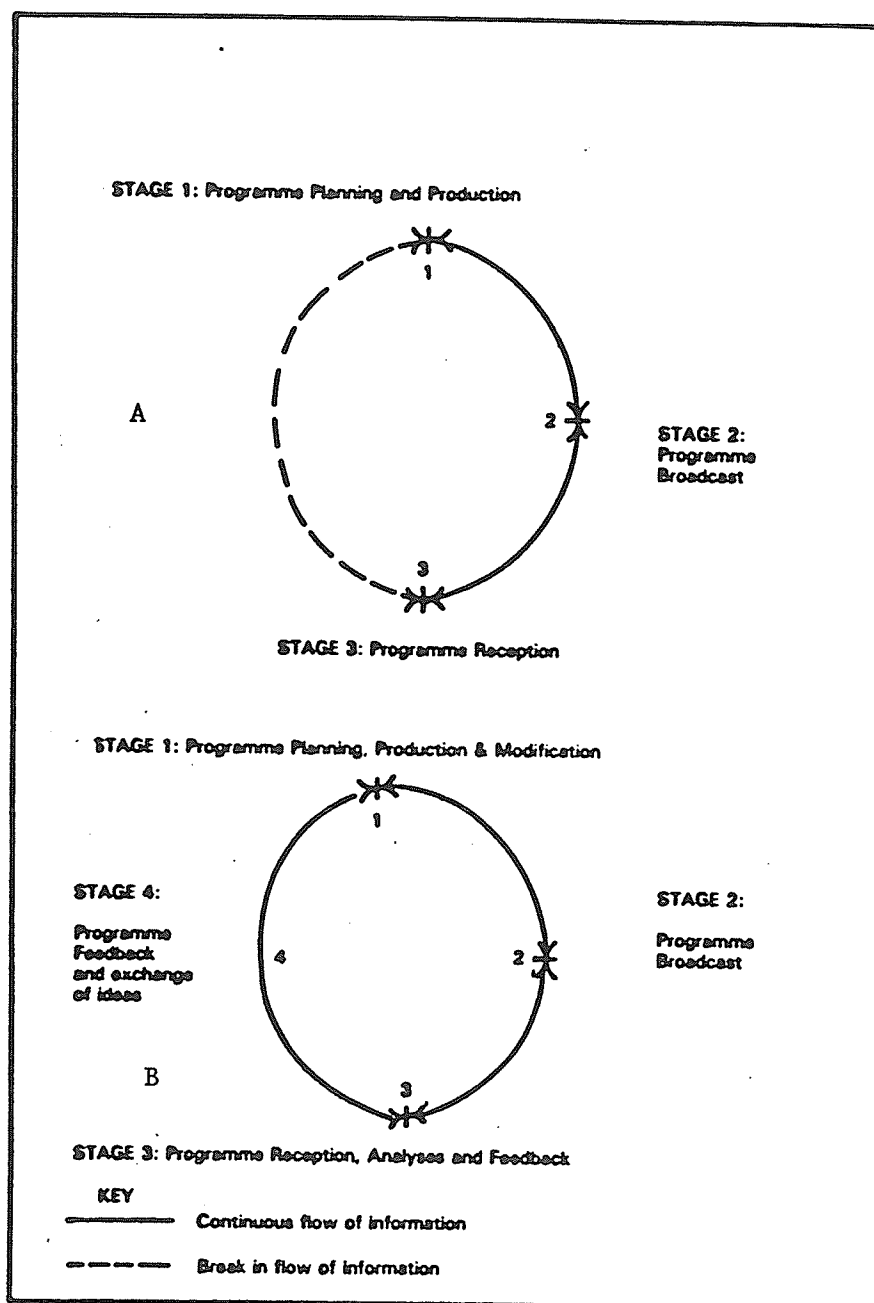 STAGE 1: Programme Planning and Production
1
A
2
STAGE 2:
Programme
Broadcast
3
STAGE 3: Programme Reception
STAGE 1: Programme Planning, Production & Modification
1
STAGE 4:
Programme
Feedback
and exchange
of ideas
4
2
STAGE 2:
Programme
Broadcast
B
3
STAGE 3: Programme Reception, Analyses and Feedback
KEY
Continuous flow of information
Break in flow of information